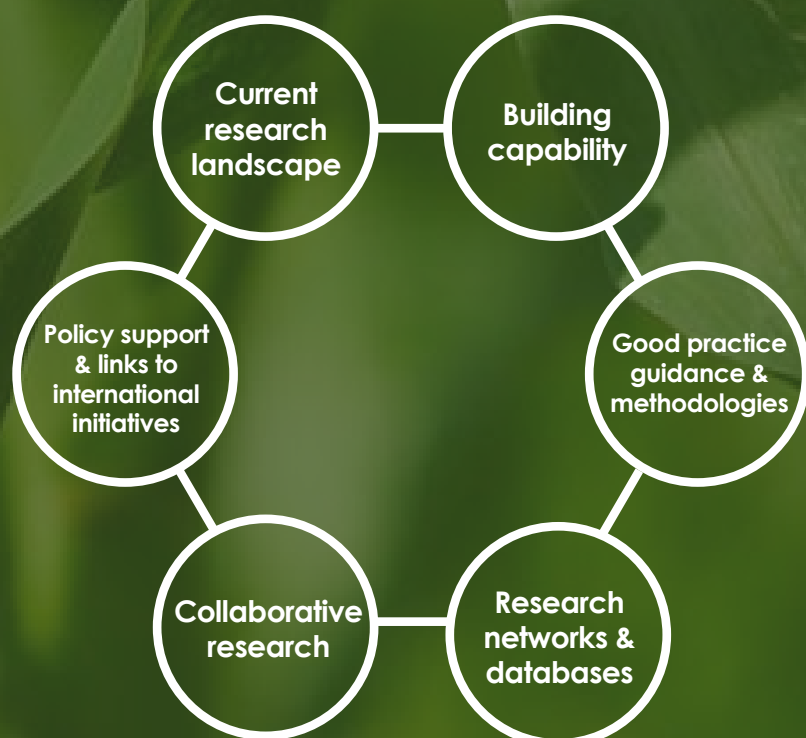 Current
research
landscape
Building
capability
Policy support
& links to
international
initiatives
Good practice
guidance &
methodologies
Collaborative
research
Research
networks &
databases